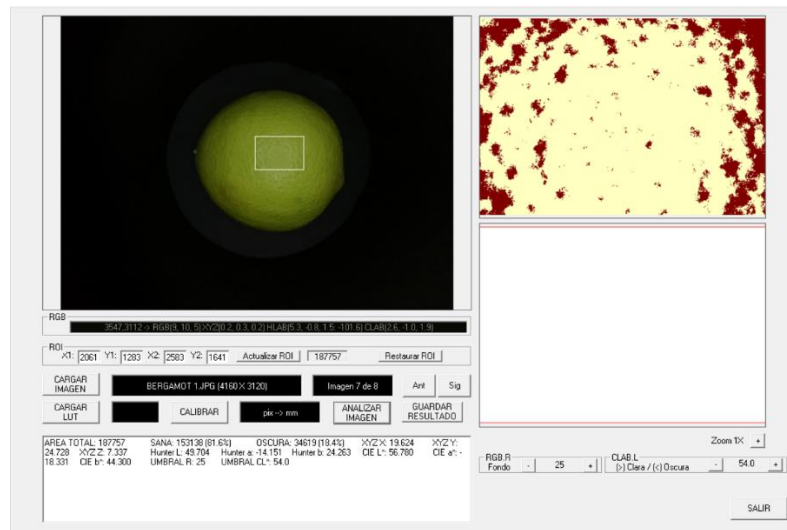 RGB
3547,3112 -> RGB(9, 10, 5) XYZ(0.2, 0.3, 0.2) HLAB(5.3, -0.8, 1.5, -101.6) CLAB(2.6, -1.0, 1.9)
ROI
X1: 2061 Y1: 1283 X2: 2583 Y2: 1641 Actualizar ROI 187757 Restaurar ROI
CARGAR IMAGEN BERGAMOT 1.JPG (4160 X 3120) Imagen 7 de 8 Ant Sig
CARGAR LUT CALIBRAR pix --> mm ANALIZAR IMAGEN GUARDAR RESULTADO
AREA TOTAL: 187757 SANA: 153138 (81.6%) OSCURA: 34619 (18.4%) XYZ X: 19.624 XYZ Y:
24.728 XYZ Z: 7.337 Hunter L: 49.704 Hunter a: -14.151 Hunter b: 24.263 CIE L*: 56.780 CIE a*: -
18.331 CIE b*: 44.300 UMBRAL R: 25 UMBRAL CL*: 54.0
Zoom 1X +
RGB.R
Fondo - 25 +
CLAB.L
(>) Clara / (<) Oscura - 54.0 +
SALIR